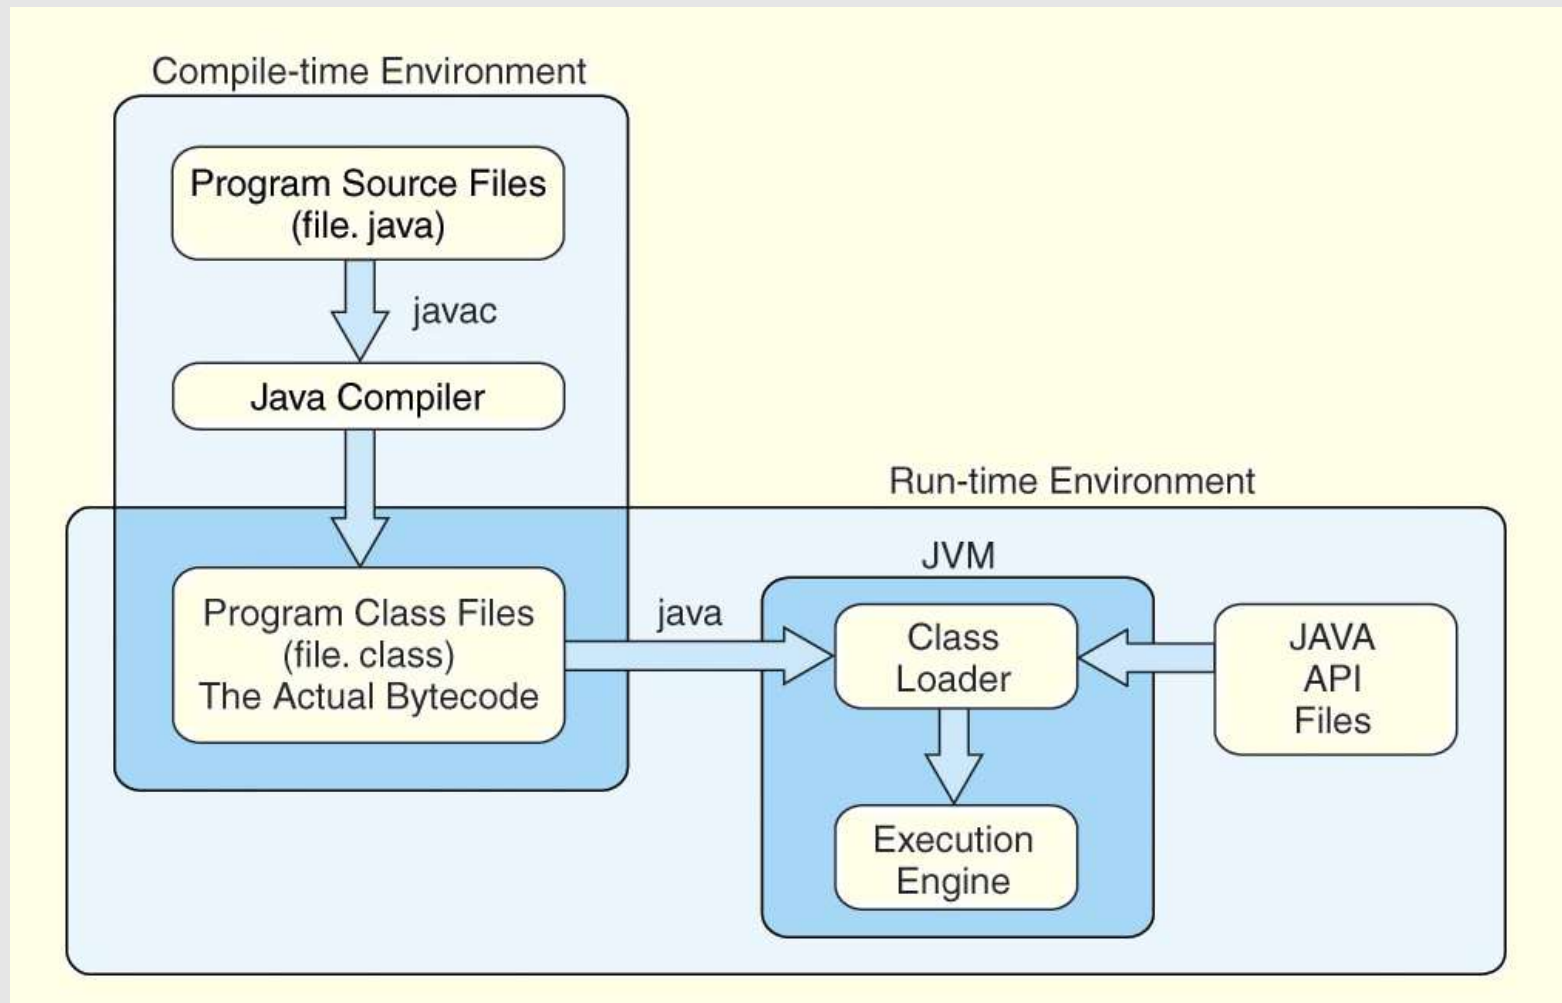 Compile-time Environment
Program Source Files
(file. java)
javac
Java Compiler
Run-time Environment
JVM
Program Class Files
(file. class)
The Actual Bytecode
java
Class
Loader
JAVA
API
Files
Execution
Engine